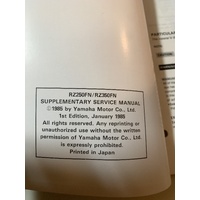 RZ250FN/RZ350FN
SUPPLEMENTARY SERVICE MANUAL
©1985 by Yamaha Motor Co., Ltd.
1st Edition, January 1985
All rights reserved. Any reprinting or
unauthorized use without the written
permission of Yamaha Motor Co., Ltd.
is expressly prohibited.
Printed in Japan